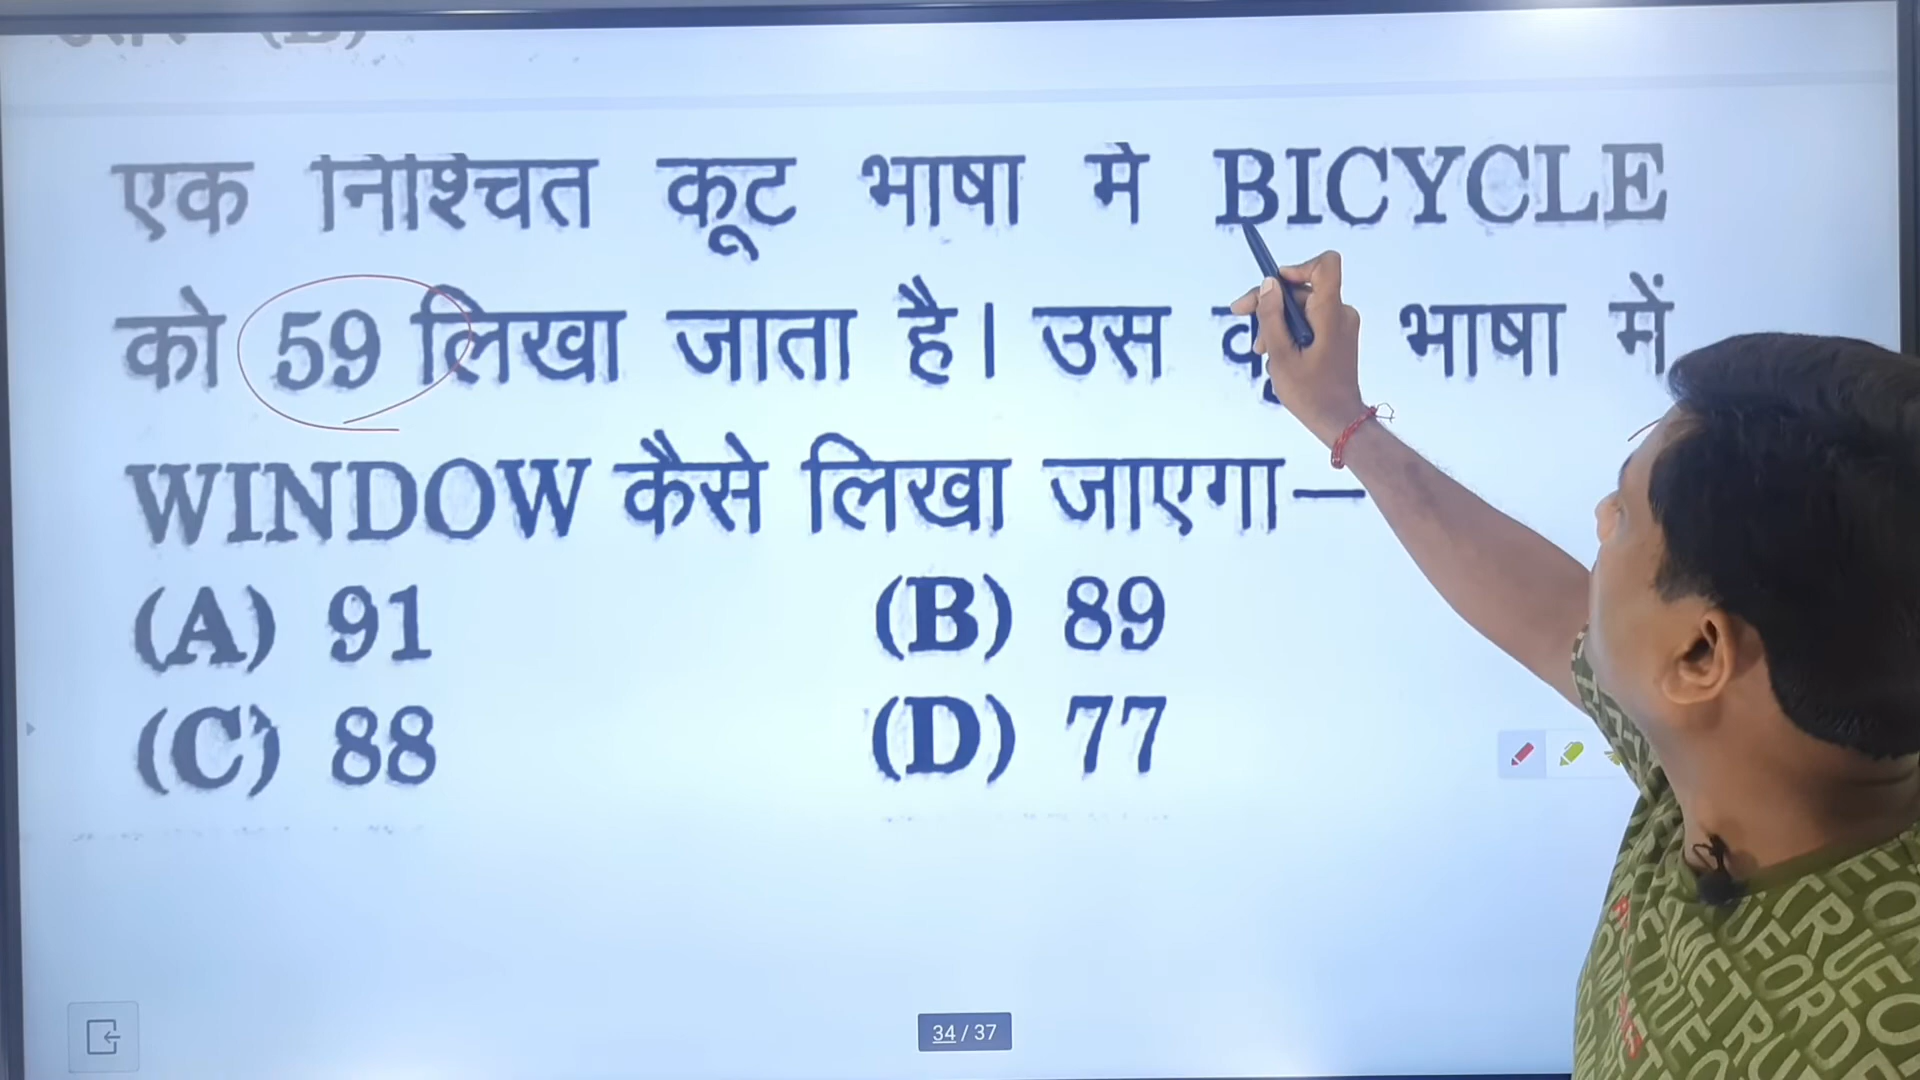 एक निश्चित कूट भाषा मे BICYCLE
को 59 लिखा जाता है। उस भाषा में
WINDOW कैसे लिखा जाएगा—
(A) 91 (B) 89
(C) 88 (D) 77
34 / 37